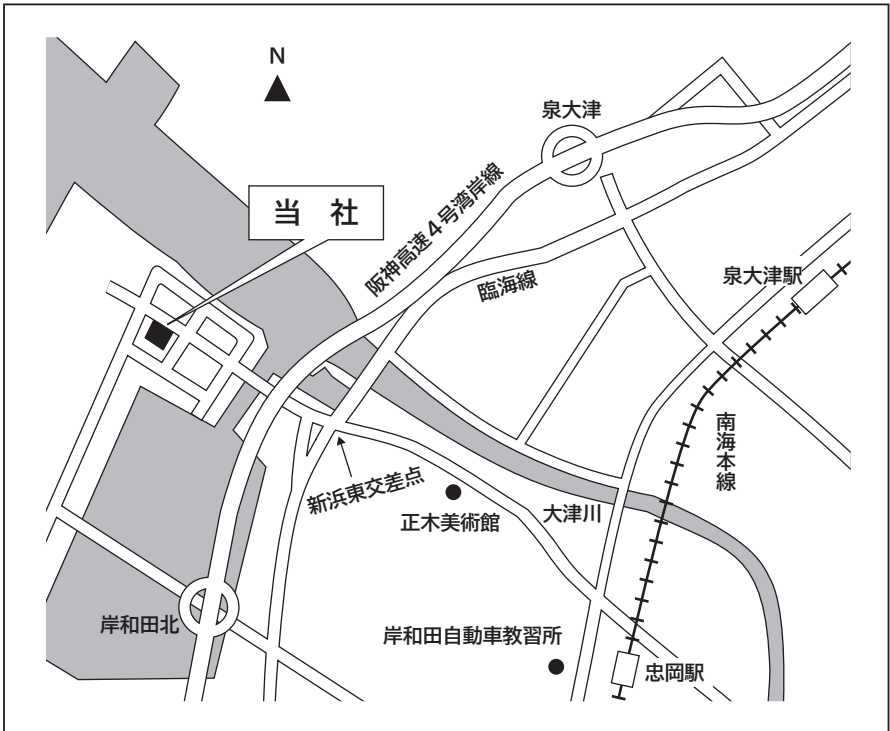 N
泉大津
当 社
阪神高速4号湾岸線
臨海線
泉大津駅
南海本線
新浜東交差点
正木美術館
大津川
岸和田北
岸和田自動車教習所
忠岡駅